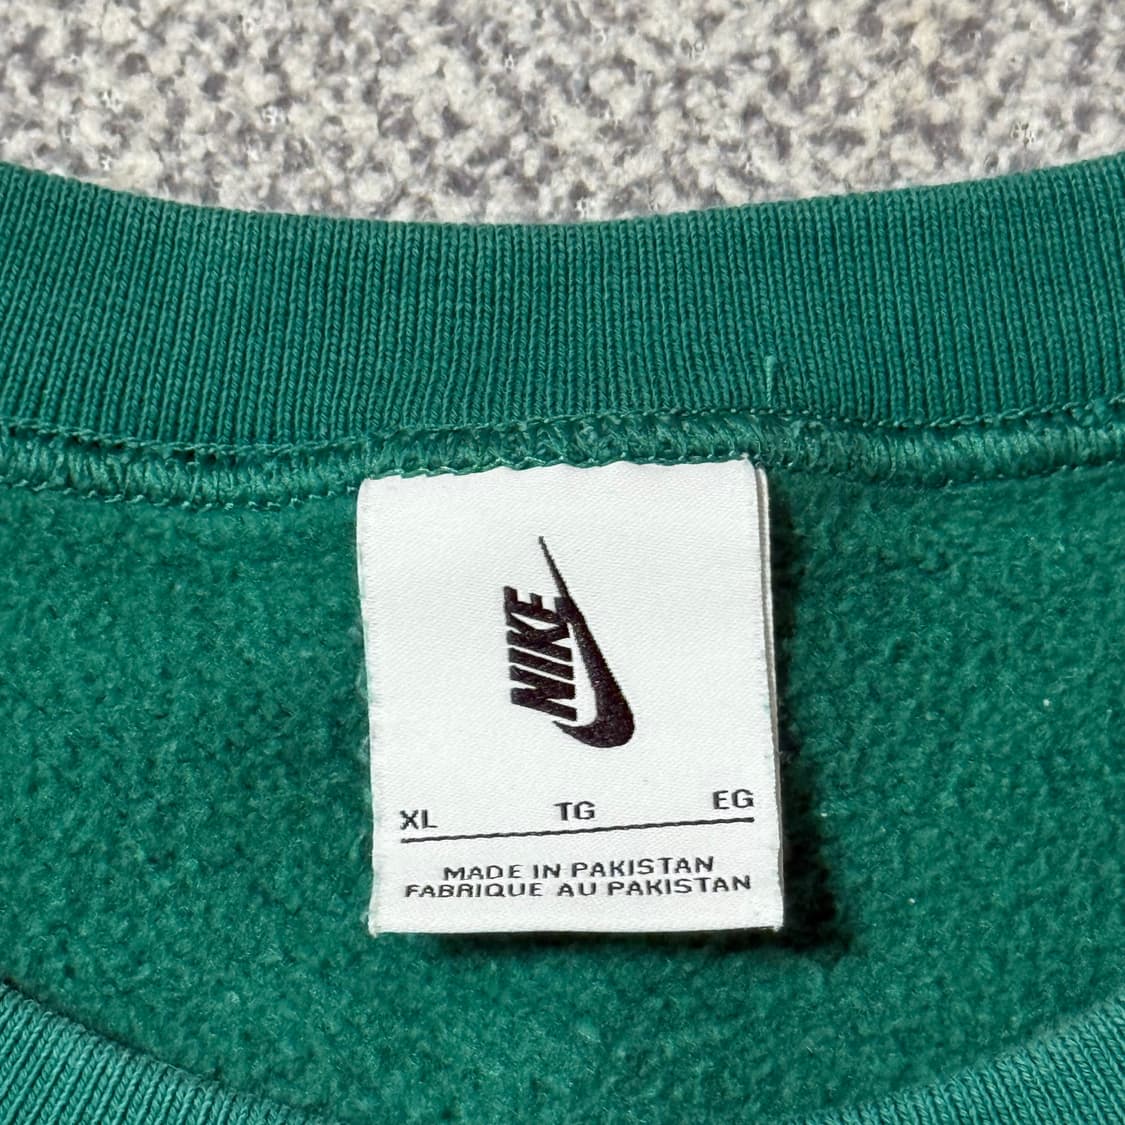 NIKE
XL TG EG
MADE IN PAKISTAN
FABRIQUE AU PAKISTAN